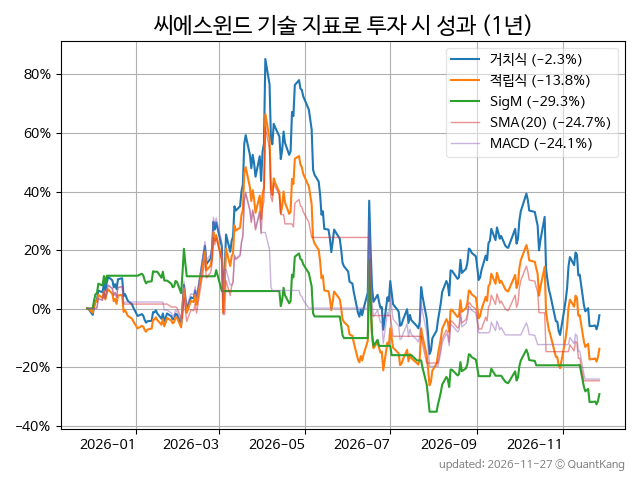 씨에스윈드 기술 지표로 투자 시 성과 (1년)
거치식 (−2.3%)
적립식 (−13.8%)
SigM (−29.3%)
SMA(20) (−24.7%)
MACD (−24.1%)
80%
60%
40%
20%
0%
−20%
−40%
2026-01 2026-03 2026-05 2026-07 2026-09 2026-11
updated: 2026-11-27 © QuantKang